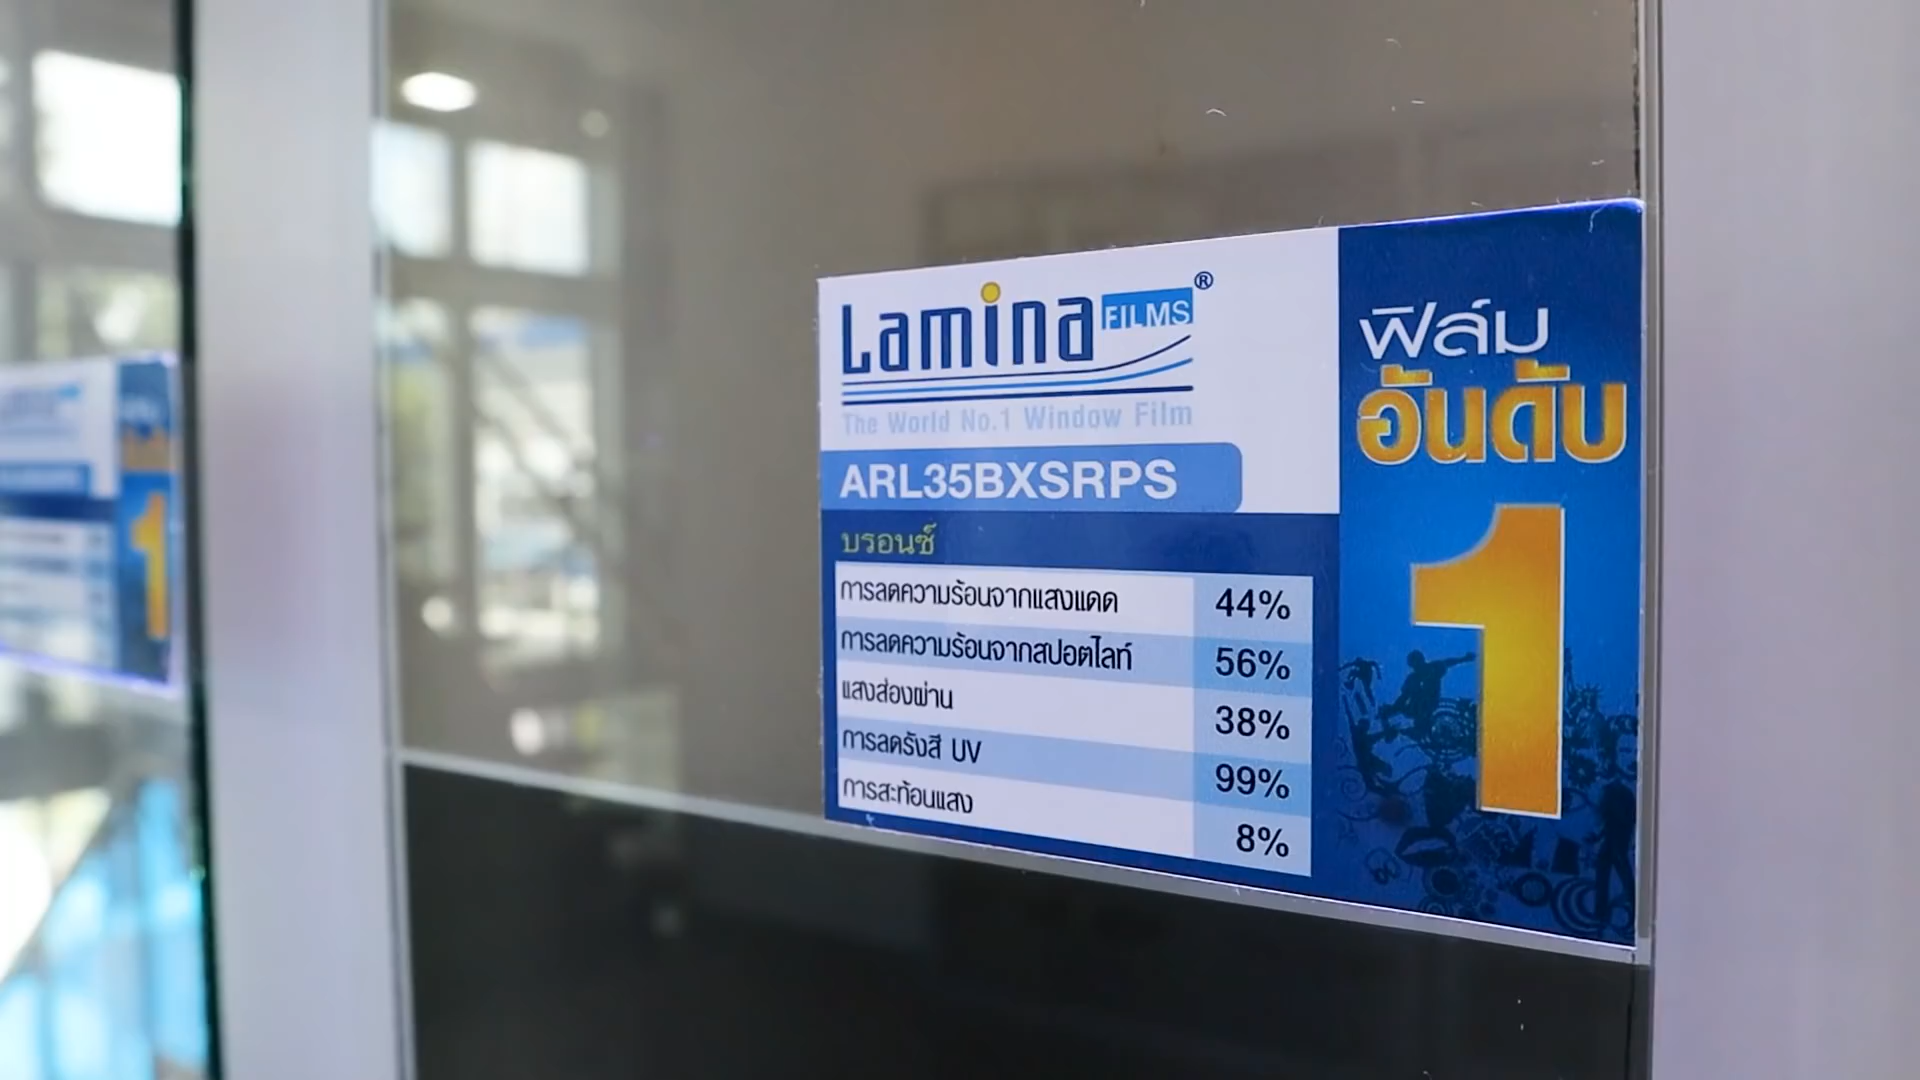 Lamina FILMS®
The World No.1 Window Film
ARL35BXSRPS
บรอนซ์
การลดความร้อนจากแสงแดด 44%
การลดความร้อนจากสปอตไลท์ 56%
แสงส่องผ่าน 38%
การลดรังสี UV 99%
การสะท้อนแสง 8%
ฟิล์ม
อันดับ
1